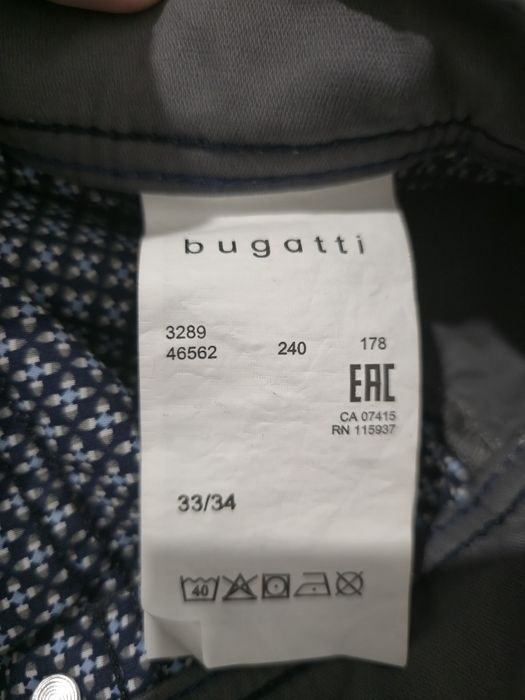 bugatti
3289
46562 240 178
EAC
CA 07415
RN 115937
33/34
40